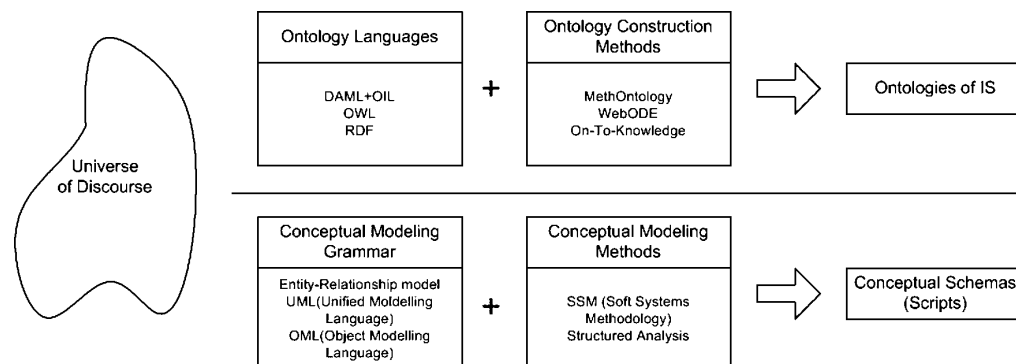 Universe
of Discourse
Ontology Languages
DAML+OIL
OWL
RDF
+
Ontology Construction
Methods
MethOntology
WebODE
On-To-Knowledge
Ontologies of IS
Conceptual Modeling
Grammar
Entity-Relationship model
UML(Unified Moldelling
Language)
OML(Object Modelling
Language)
+
Conceptual Modeling
Methods
SSM (Soft Systems
Methodology)
Structured Analysis
Conceptual Schemas
(Scripts)